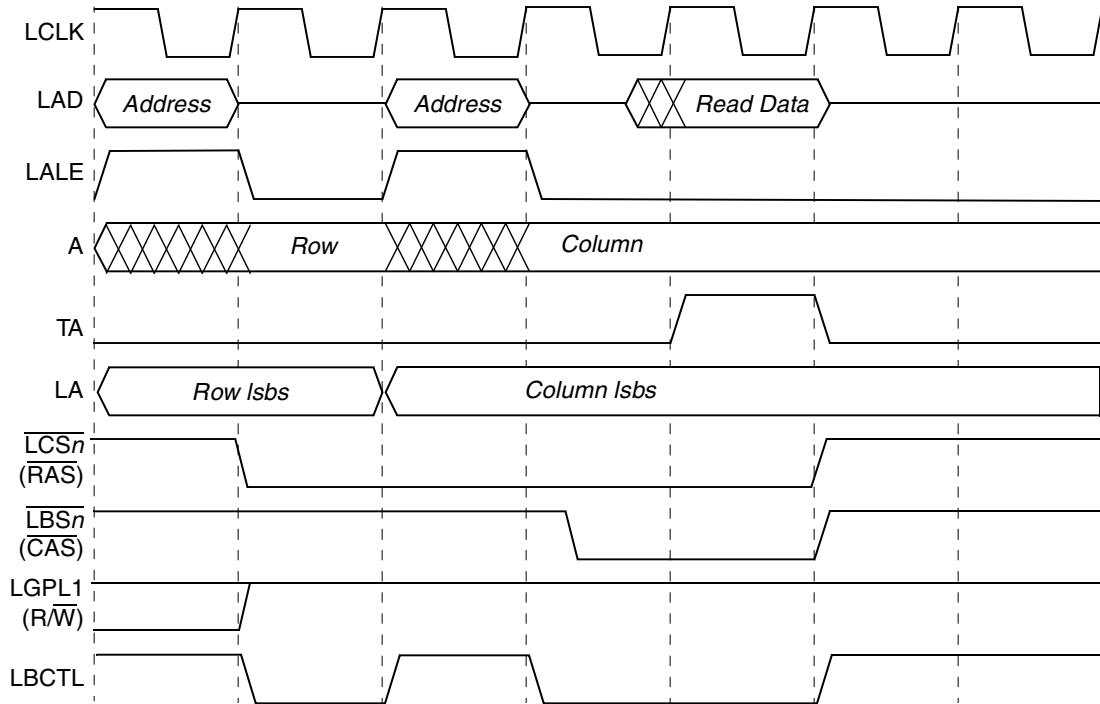 LCLK
LAD Address Address Read Data
LALE
A Row Column
TA
LA Row lsbs Column lsbs
LCSn
(RAS)
LBSn
(CAS)
LGPL1
(R/W)
LBCTL